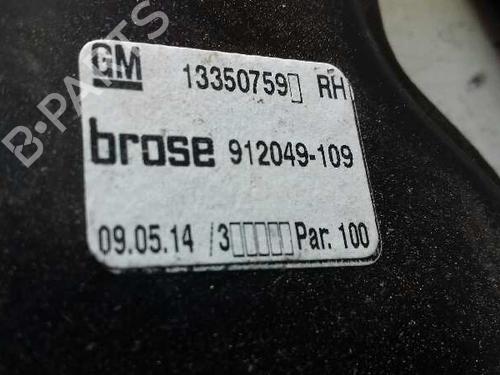 GM 13350759▯ RH
brose 912049-109
09.05.14 /3▯▯▯▯▯ Par. 100
B-PARTS